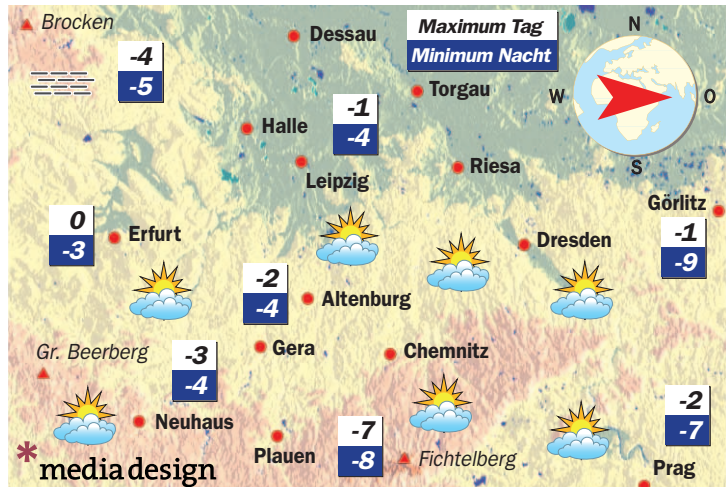 Brocken
-4
-5
Dessau
Maximum Tag
Minimum Nacht
N
W
O
S
Torgau
-1
-4
Halle
Leipzig
Riesa
Görlitz
-1
-9
0
-3
Erfurt
Dresden
-2
-4
Altenburg
Gr. Beerberg
-3
-4
Gera
Chemnitz
Neuhaus
-7
-8
Plauen
Fichtelberg
-2
-7
Prag
* media design